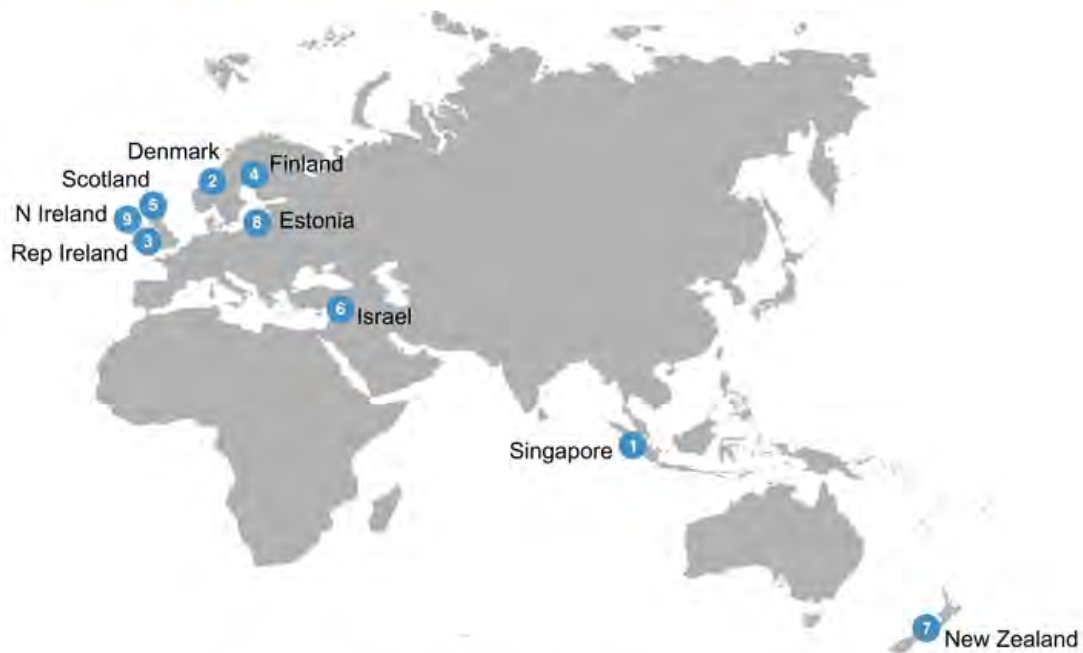 Denmark
2
4
Finland
Scotland
5
N Ireland
9
8
Estonia
Rep Ireland
3
6
Israel
Singapore
1
7
New Zealand